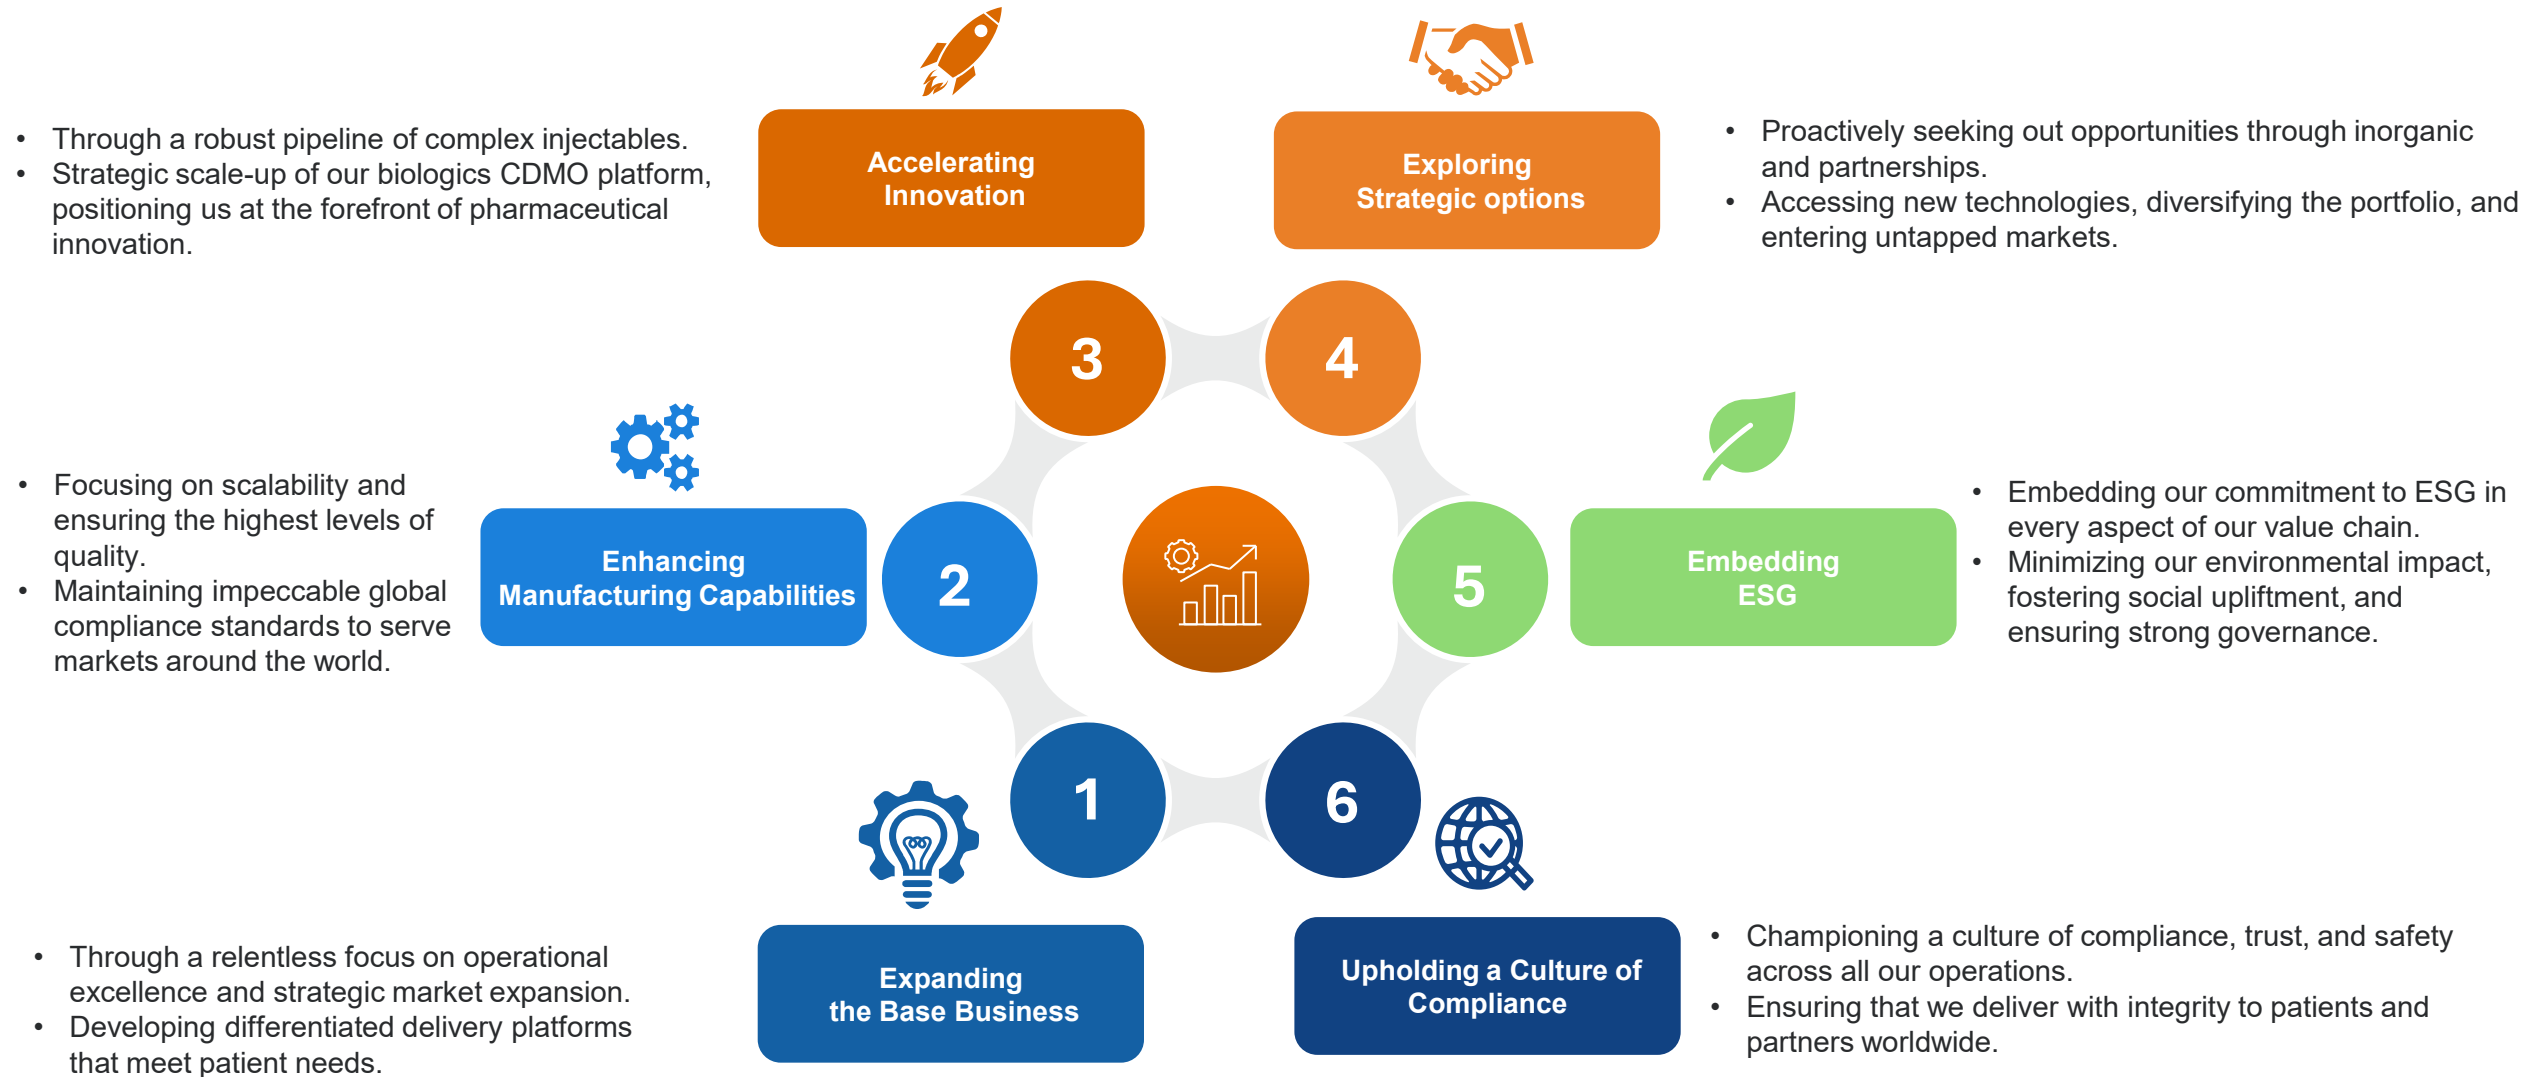 • Through a robust pipeline of complex injectables.
• Strategic scale-up of our biologics CDMO platform,
positioning us at the forefront of pharmaceutical
innovation.
Accelerating
Innovation
Exploring
Strategic options
• Proactively seeking out opportunities through inorganic
and partnerships.
• Accessing new technologies, diversifying the portfolio, and
entering untapped markets.
3
4
• Focusing on scalability and
ensuring the highest levels of
quality.
• Maintaining impeccable global
compliance standards to serve
markets around the world.
Enhancing
Manufacturing Capabilities
2
5
Embedding
ESG
• Embedding our commitment to ESG in
every aspect of our value chain.
• Minimizing our environmental impact,
fostering social upliftment, and
ensuring strong governance.
1
6
• Through a relentless focus on operational
excellence and strategic market expansion.
• Developing differentiated delivery platforms
that meet patient needs.
Expanding
the Base Business
Upholding a Culture of
Compliance
• Championing a culture of compliance, trust, and safety
across all our operations.
• Ensuring that we deliver with integrity to patients and
partners worldwide.